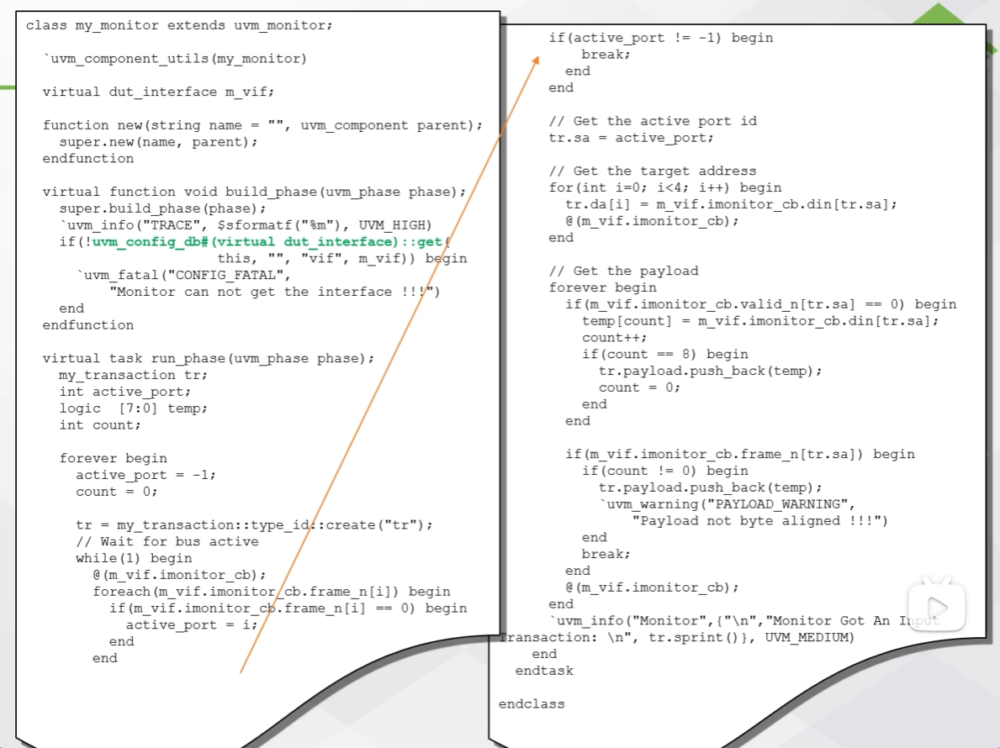 class my_monitor extends uvm_monitor;
`uvm_component_utils(my_monitor)
virtual dut_interface m_vif;
function new(string name = "", uvm_component parent);
super.new(name, parent);
endfunction
virtual function void build_phase(uvm_phase phase);
super.build_phase(phase);
`uvm_info("TRACE", $sformatf("%m"), UVM_HIGH)
if(!uvm_config_db#(virtual dut_interface)::get(
this, "", "vif", m_vif)) begin
`uvm_fatal("CONFIG_FATAL",
"Monitor can not get the interface !!!")
end
endfunction
virtual task run_phase(uvm_phase phase);
my_transaction tr;
int active_port;
logic  [7:0] temp;
int count;
forever begin
active_port = -1;
count = 0;
tr = my_transaction::type_id::create("tr");
// Wait for bus active
while(1) begin
@(m_vif.imonitor_cb);
foreach(m_vif.imonitor_cb.frame_n[i]) begin
if(m_vif.imonitor_cb.frame_n[i] == 0) begin
active_port = i;
end
end
if(active_port != -1) begin
break;
end
end
// Get the active port id
tr.sa = active_port;
// Get the target address
for(int i=0; i<4; i++) begin
tr.da[i] = m_vif.imonitor_cb.din[tr.sa];
@(m_vif.imonitor_cb);
end
// Get the payload
forever begin
if(m_vif.imonitor_cb.valid_n[tr.sa] == 0) begin
temp[count] = m_vif.imonitor_cb.din[tr.sa];
count++;
if(count == 8) begin
tr.payload.push_back(temp);
count = 0;
end
end
if(m_vif.imonitor_cb.frame_n[tr.sa]) begin
if(count != 0) begin
tr.payload.push_back(temp);
`uvm_warning("PAYLOAD_WARNING",
"Payload not byte aligned !!!")
end
break;
end
@(m_vif.imonitor_cb);
end
`uvm_info("Monitor",{"\n","Monitor Got An Input
Transaction: \n", tr.sprint()}, UVM_MEDIUM)
end
endtask
endclass